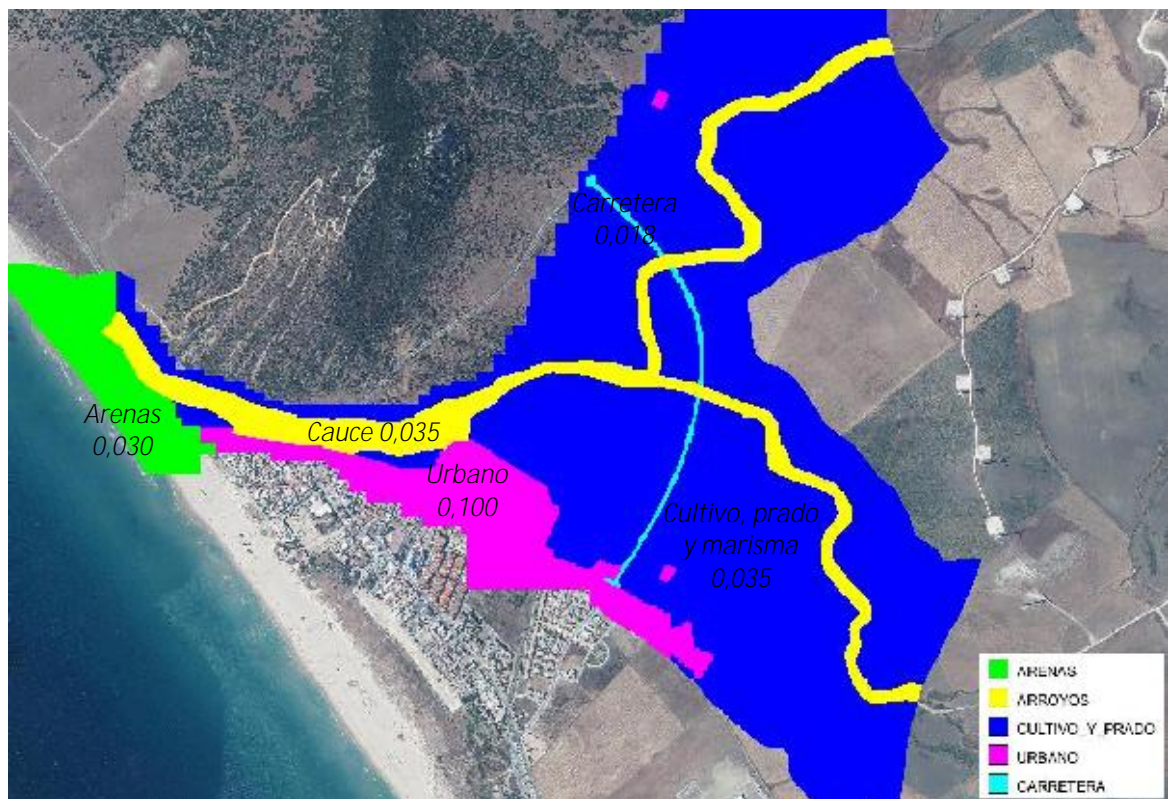 Carretera
0,018
Arenas
0,030
Cauce 0,035
Urbano
0,100
Cultivo, prado
y marisma
0,035
ARENAS
ARROYOS
CULTIVO_Y_PRADO
URBANO
CARRETERA